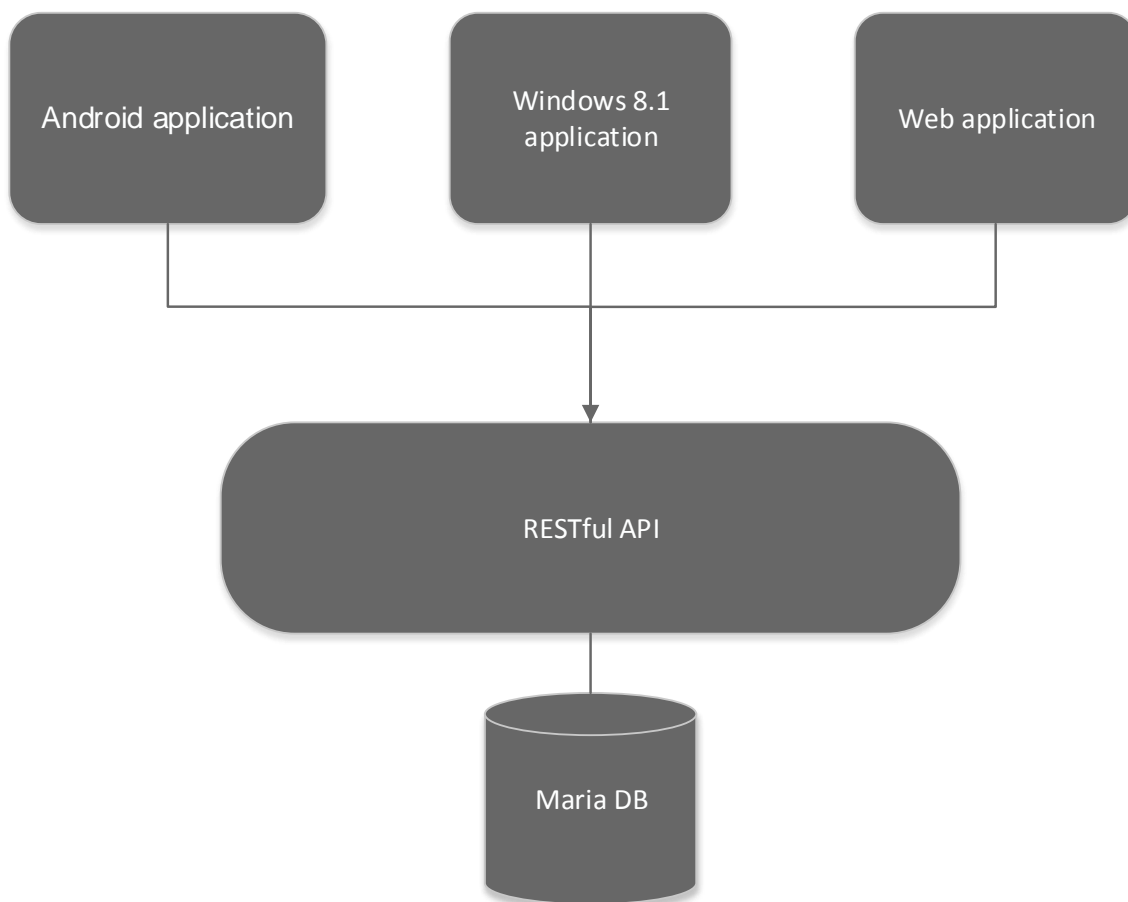 Android application
Windows 8.1
application
Web application
RESTful API
Maria DB